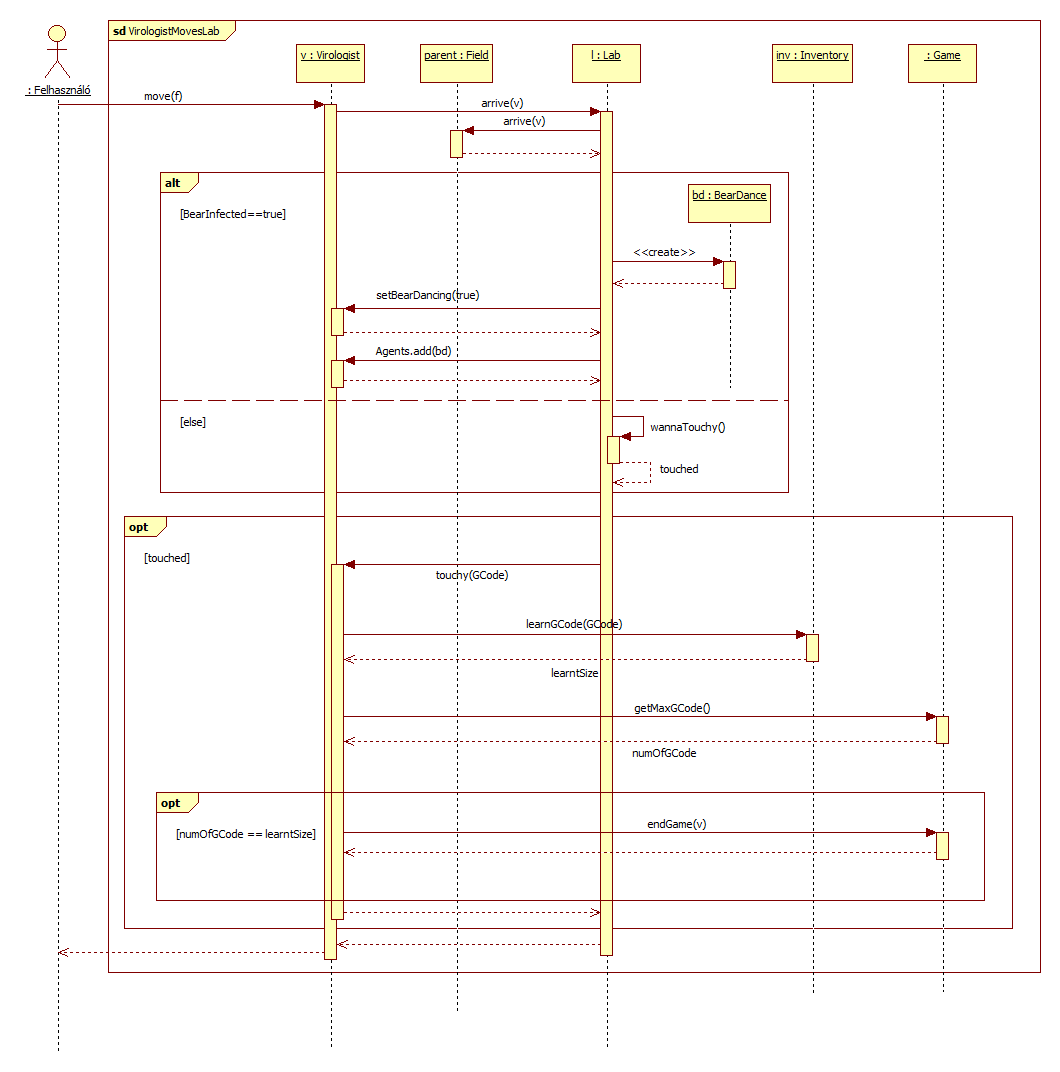 sd VirologistMovesLab
: Felhasználó
v : Virologist
parent : Field
l : Lab
inv : Inventory
: Game
move(f)
arrive(v)
arrive(v)
alt
bd : BearDance
[BearInfected==true]
<<create>>
setBearDancing(true)
Agents.add(bd)
[else]
wannaTouchy()
touched
opt
[touched]
touchy(GCode)
learnGCode(GCode)
learntSize
getMaxGCode()
numOfGCode
opt
[numOfGCode == learntSize]
endGame(v)